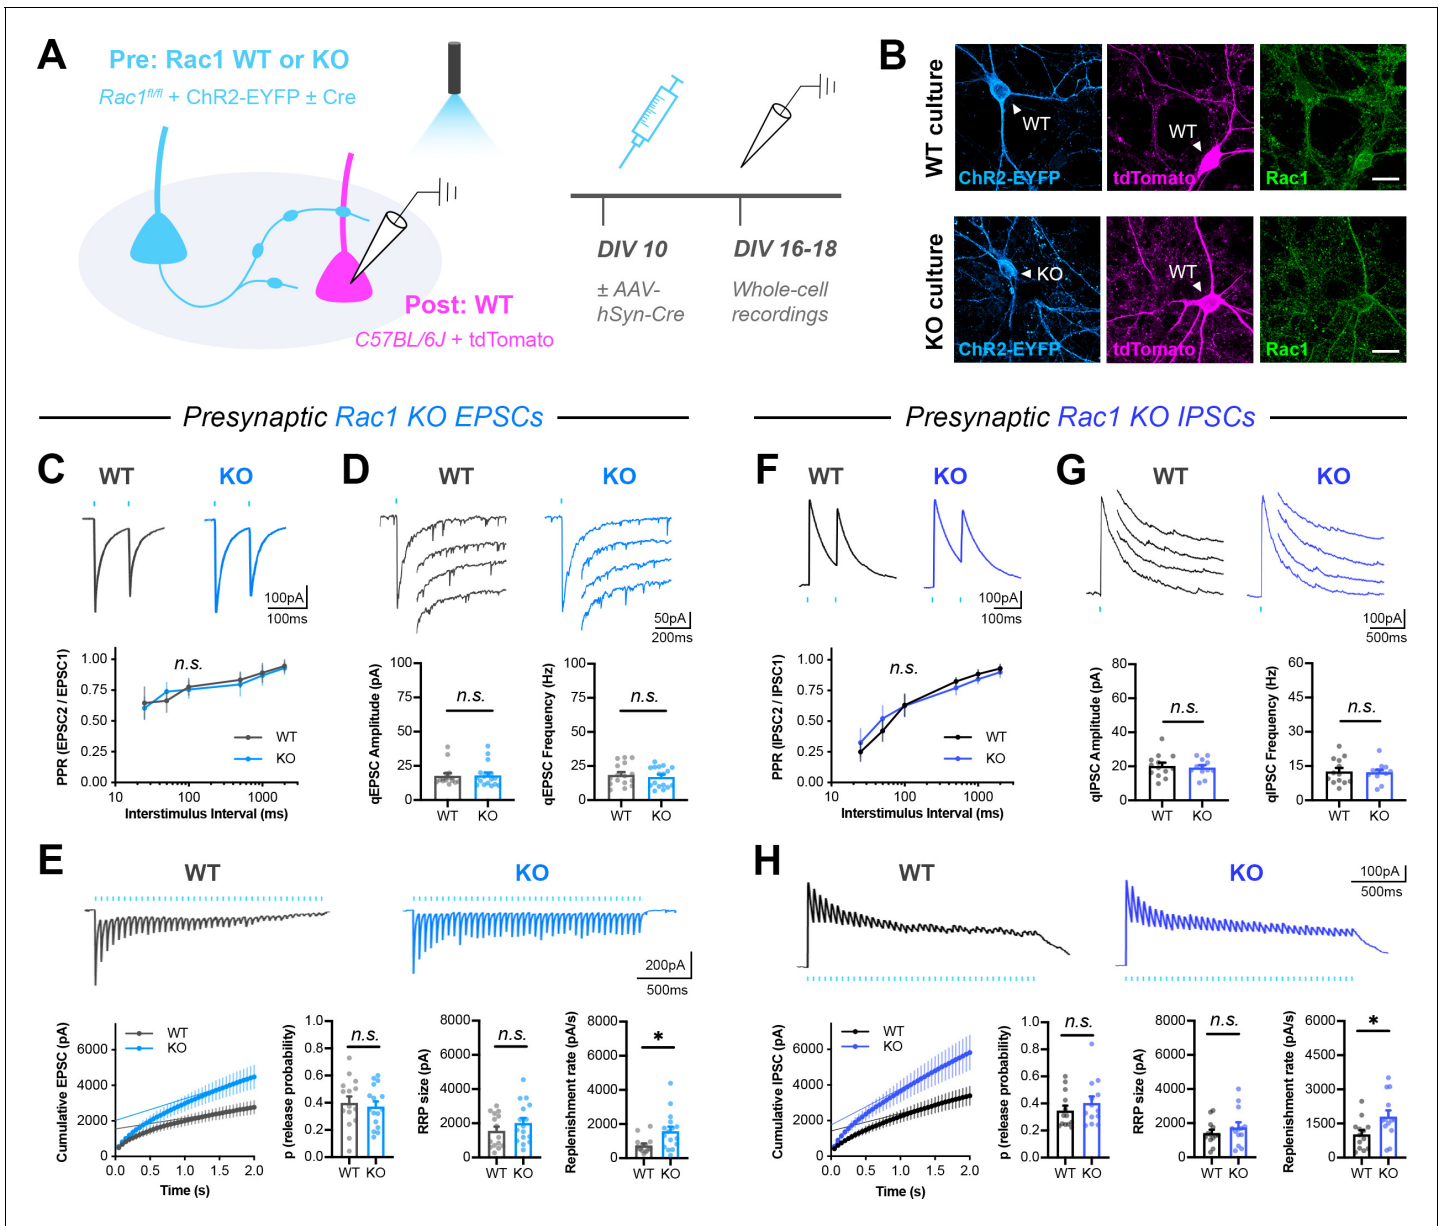 A
Pre: Rac1 WT or KO
Rac1fl/fl + ChR2-EYFP ± Cre
Post: WT
C57BL/6J + tdTomato
DIV 10
± AAV-
hSyn-Cre
DIV 16-18
Whole-cell
recordings
B
WT culture
WT
ChR2-EYFP
WT
tdTomato
Rac1
KO culture
KO
ChR2-EYFP
WT
tdTomato
Rac1
Presynaptic Rac1 KO EPSCs
Presynaptic Rac1 KO IPSCs
C
WT
KO
100pA
100ms
PPR (EPSC2 / EPSC1)
1.00
0.75
0.50
0.25
0.00
n.s.
WT
KO
10
100
1000
Interstimulus Interval (ms)
D
WT
KO
50pA
200ms
qEPSC Amplitude (pA)
100
75
50
25
0
n.s.
WT
KO
qEPSC Frequency (Hz)
100
75
50
25
0
n.s.
WT
KO
F
WT
KO
100pA
100ms
PPR (IPSC2 / IPSC1)
1.00
0.75
0.50
0.25
0.00
n.s.
WT
KO
10
100
1000
Interstimulus Interval (ms)
G
WT
KO
100pA
500ms
qIPSC Amplitude (pA)
80
60
40
20
0
n.s.
WT
KO
qIPSC Frequency (Hz)
60
45
30
15
0
n.s.
WT
KO
E
WT
KO
200pA
500ms
Cumulative EPSC (pA)
6000
4000
2000
0
WT
KO
0.0
0.5
1.0
1.5
2.0
Time (s)
p (release probability)
1.0
0.8
0.6
0.4
0.2
0.0
n.s.
WT
KO
RRP size (pA)
8000
6000
4000
2000
0
n.s.
WT
KO
Replenishment rate (pA/s)
8000
6000
4000
2000
0
*
WT
KO
H
WT
KO
100pA
500ms
Cumulative IPSC (pA)
6000
4000
2000
0
WT
KO
0.0
0.5
1.0
1.5
2.0
Time (s)
p (release probability)
1.0
0.8
0.6
0.4
0.2
0.0
n.s.
WT
KO
RRP size (pA)
8000
6000
4000
2000
0
n.s.
WT
KO
Replenishment rate (pA/s)
6000
4500
3000
1500
0
*
WT
KO